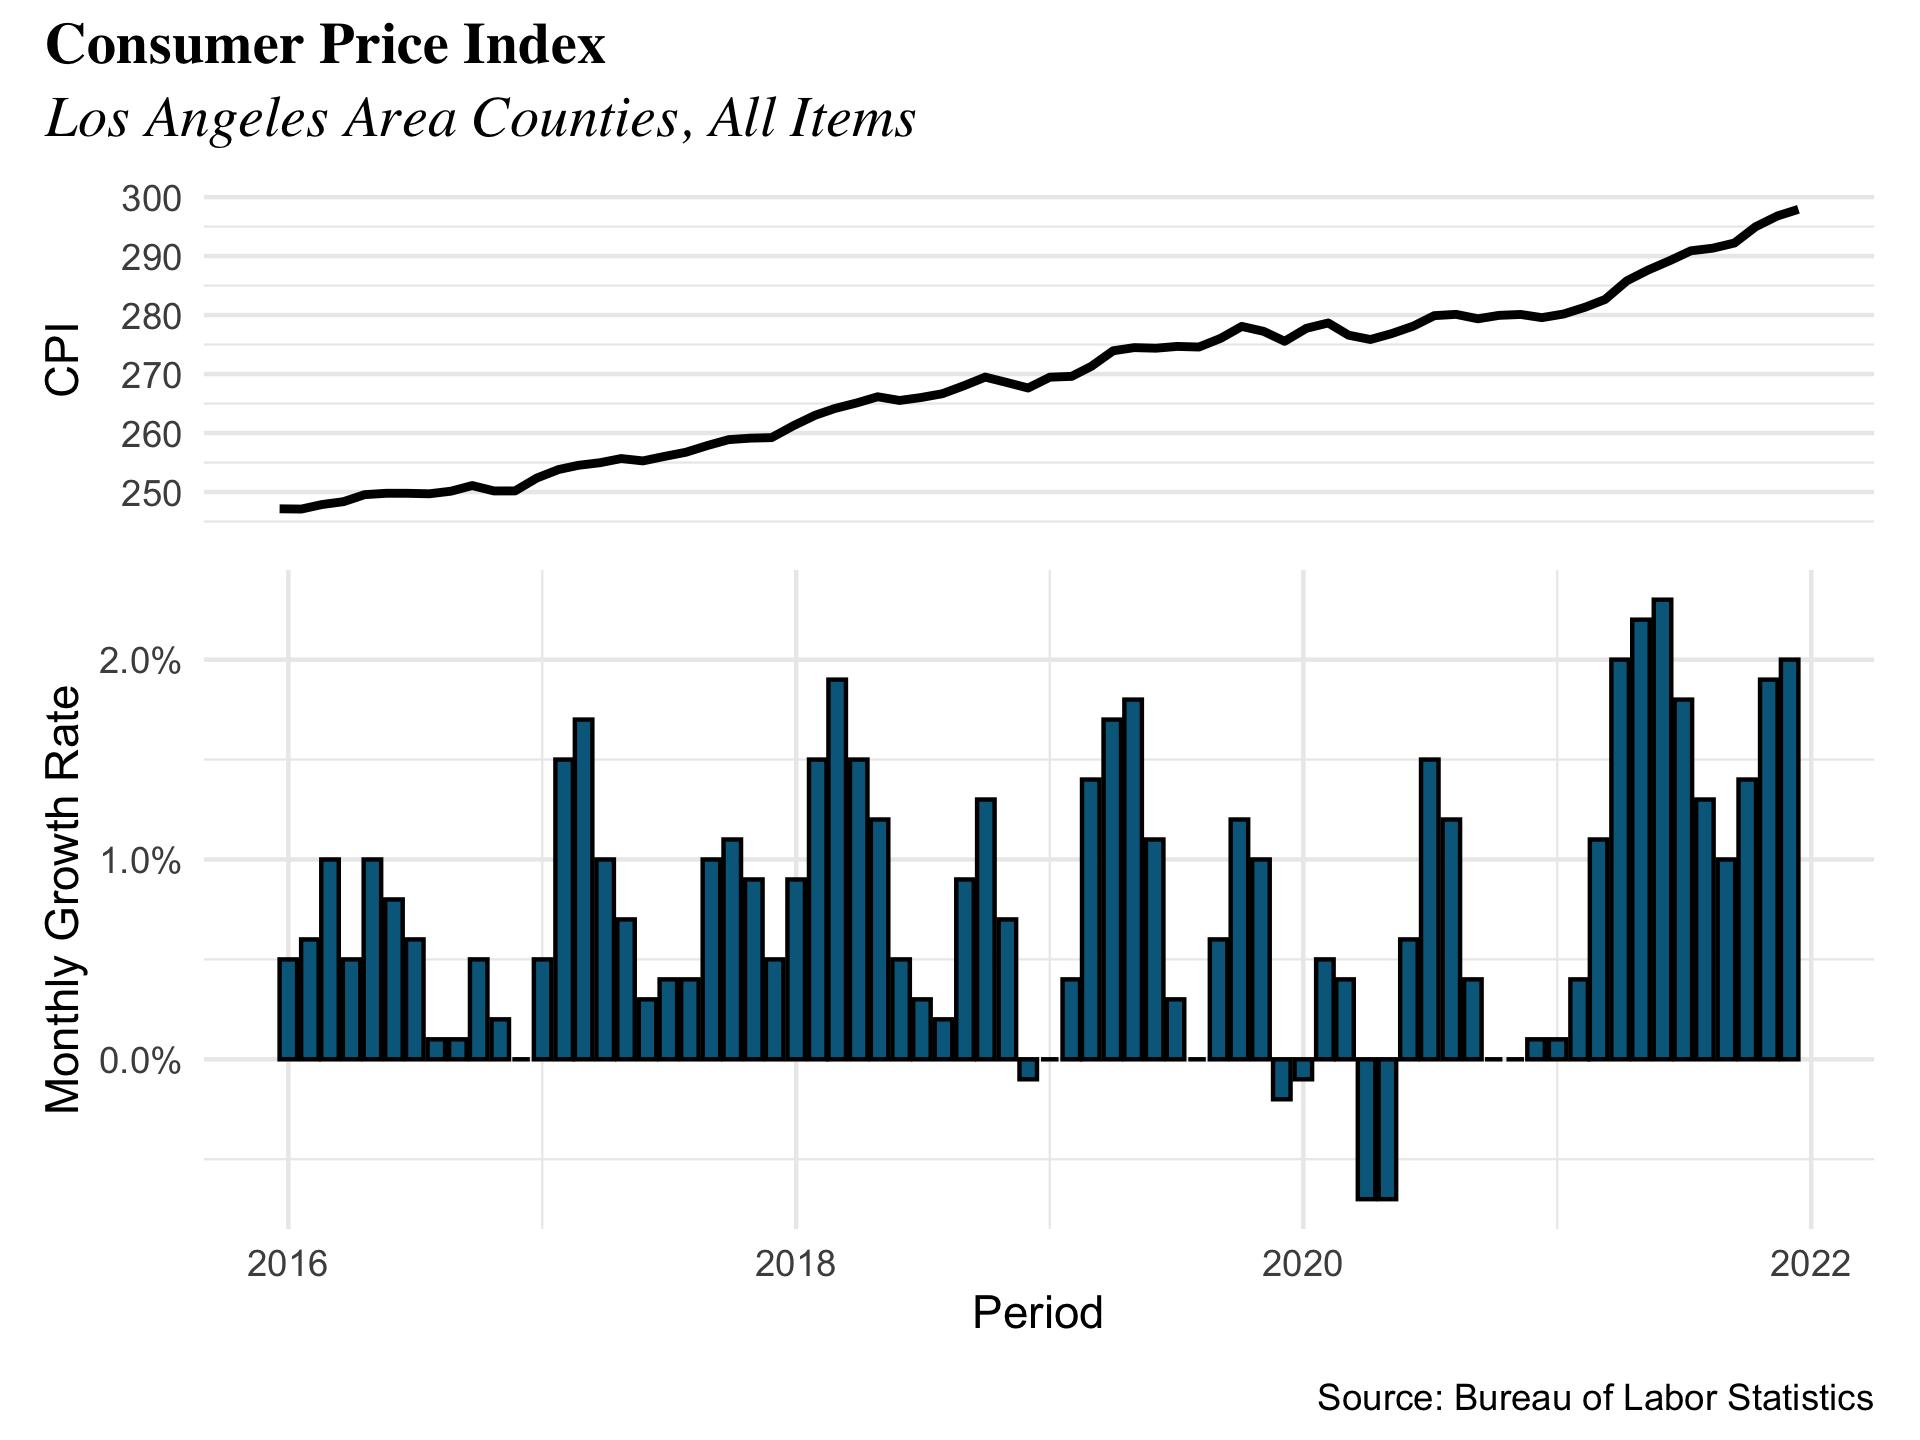 Consumer Price Index
Los Angeles Area Counties, All Items
300
290
280
270
260
250
CPI
2.0%
1.0%
0.0%
Monthly Growth Rate
2016 2018 2020 2022
Period
Source: Bureau of Labor Statistics